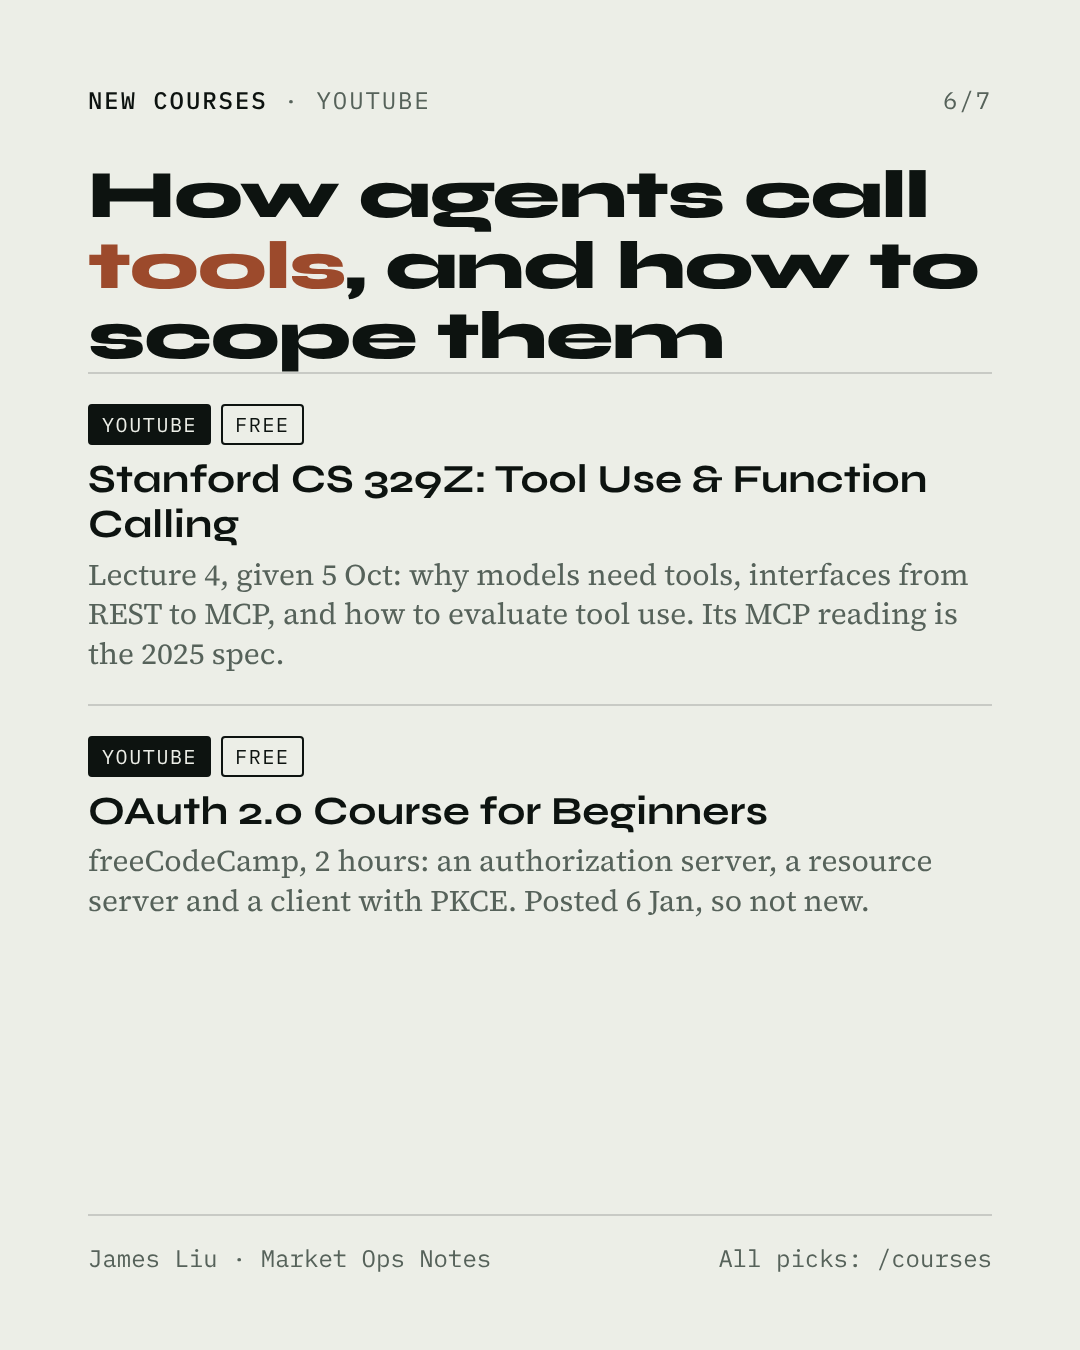 NEW COURSES · YOUTUBE 6/7
How agents call
tools, and how to
scope them
YOUTUBE FREE
Stanford CS 329Z: Tool Use & Function
Calling
Lecture 4, given 5 Oct: why models need tools, interfaces from
REST to MCP, and how to evaluate tool use. Its MCP reading is
the 2025 spec.
YOUTUBE FREE
OAuth 2.0 Course for Beginners
freeCodeCamp, 2 hours: an authorization server, a resource
server and a client with PKCE. Posted 6 Jan, so not new.
James Liu · Market Ops Notes All picks: /courses